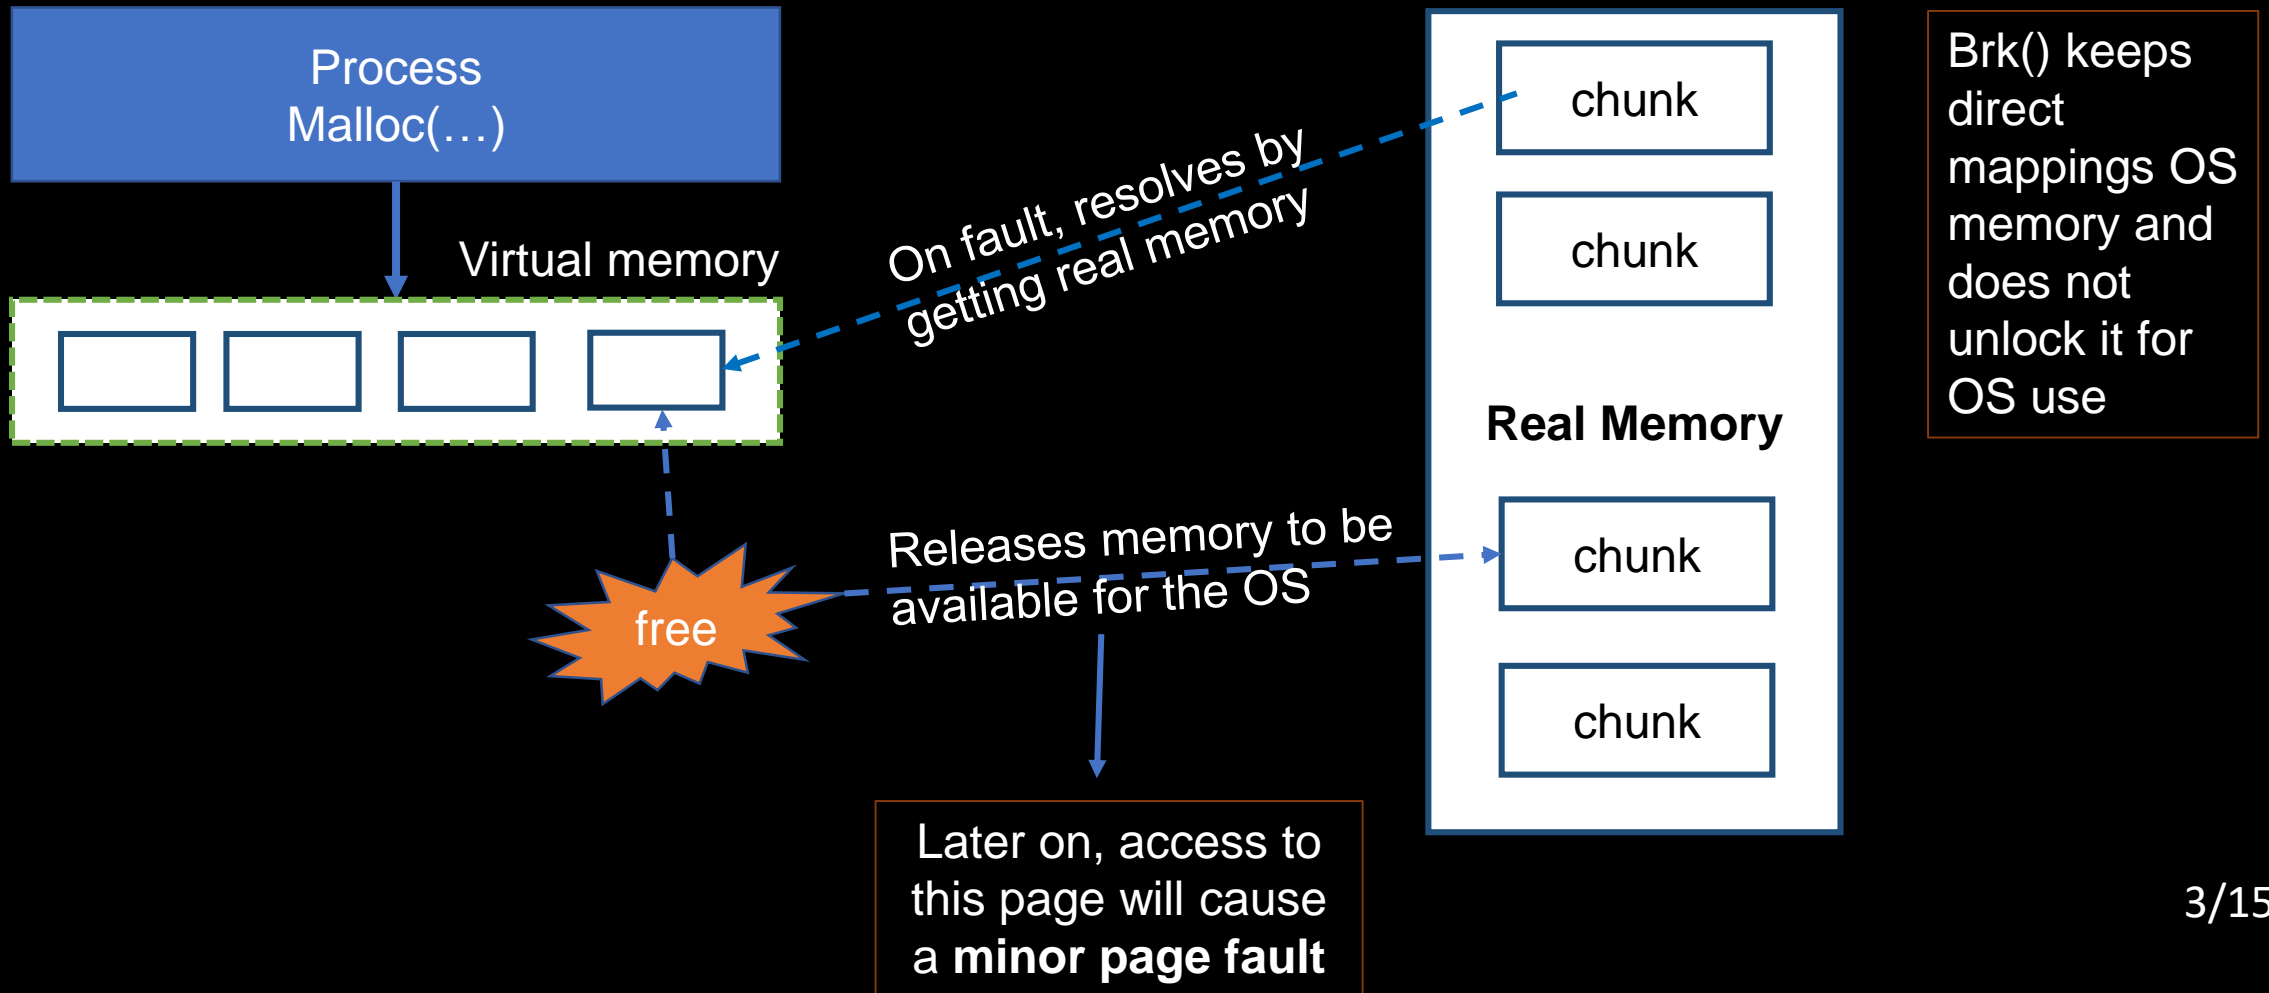 Process
Malloc(…)
Virtual memory
On fault, resolves by
getting real memory
chunk
chunk
Real Memory
chunk
chunk
Brk() keeps
direct
mappings OS
memory and
does not
unlock it for
OS use
free
Releases memory to be
available for the OS
Later on, access to
this page will cause
a minor page fault
3/15